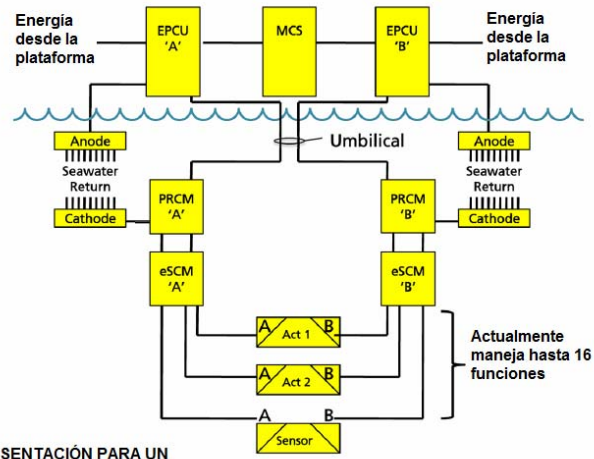 Energía
desde la
plataforma
EPCU
'A'
MCS
EPCU
'B'
Energía
desde la
plataforma
Umbilical
Anode
Seawater
Return
Cathode
Anode
Seawater
Return
Cathode
PRCM
'A'
PRCM
'B'
eSCM
'A'
eSCM
'B'
A Act 1 B
A Act 2 B
A B
Sensor
Actualmente
maneja hasta 16
funciones
SENTACIÓN PARA UN